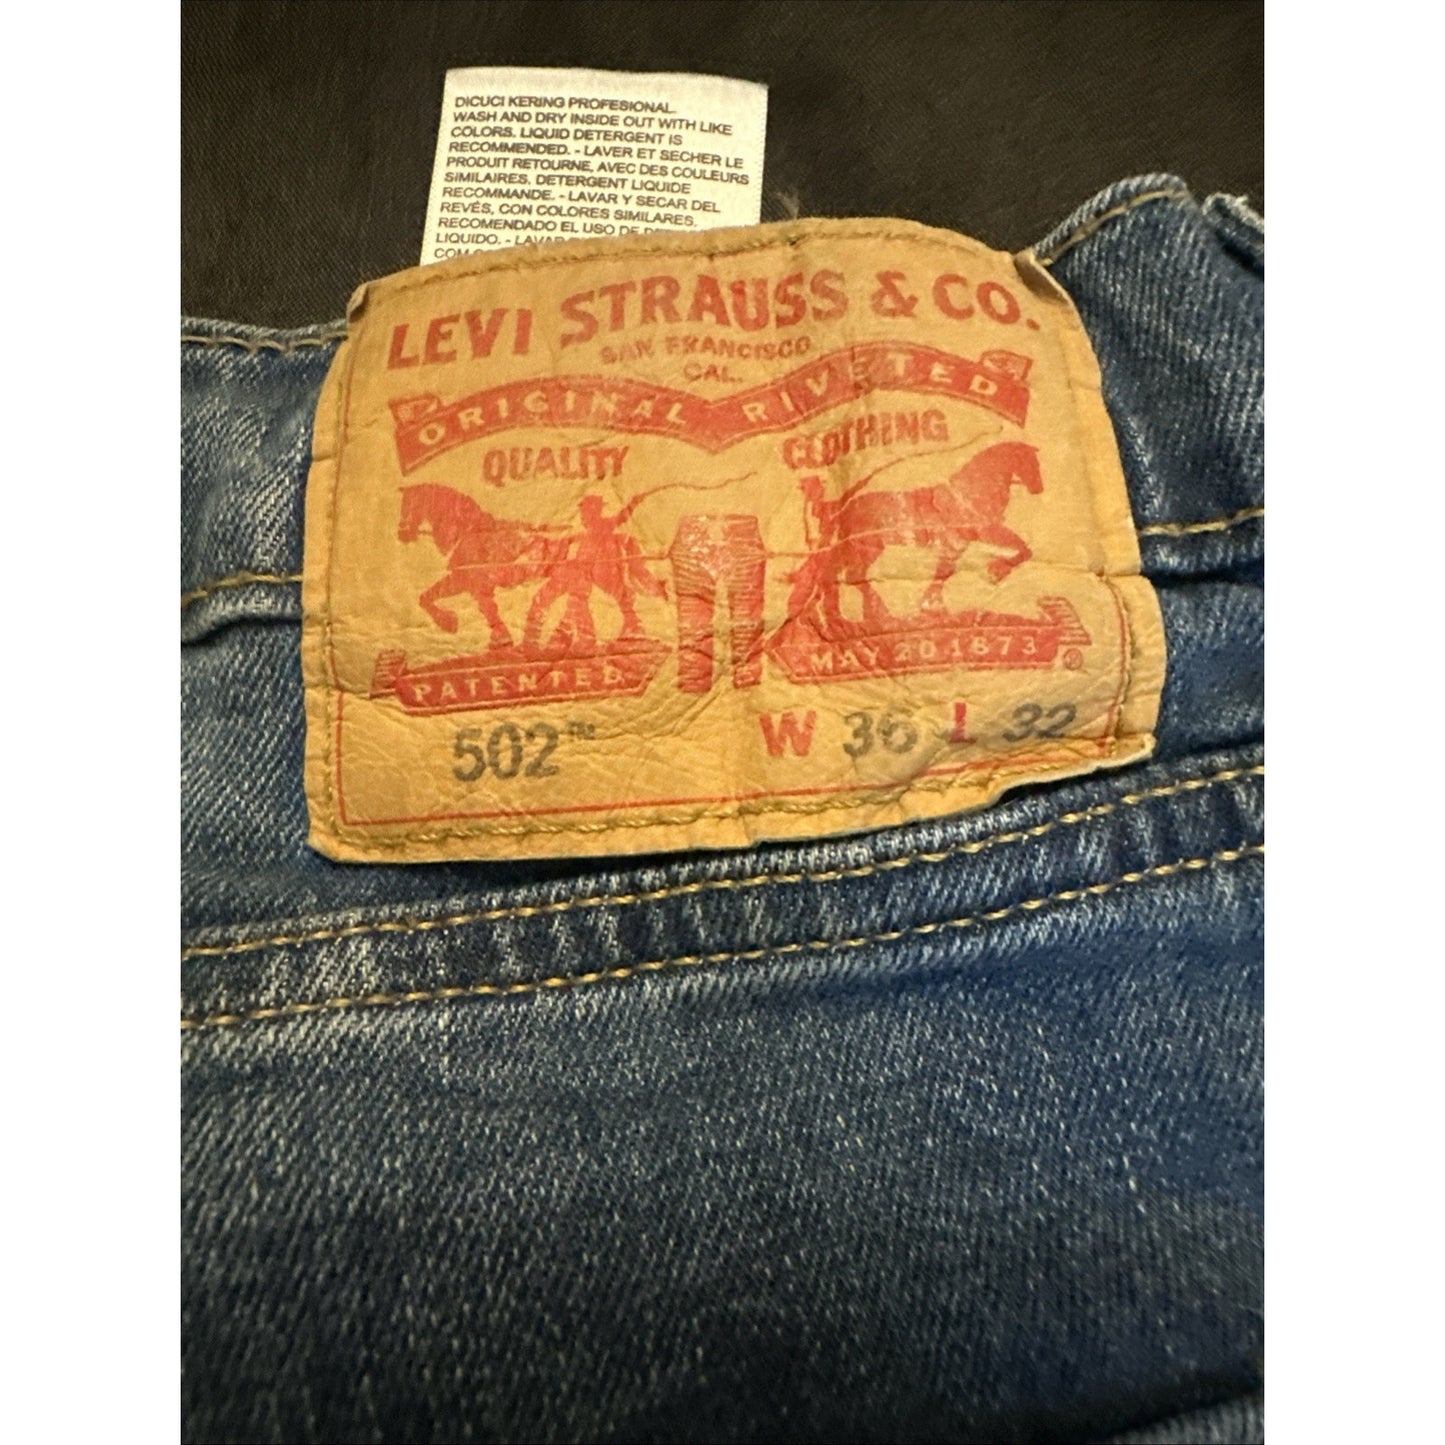 DICUCI KERING PROFESIONAL.
WASH AND DRY INSIDE OUT WITH LIKE
COLORS. LIQUID DETERGENT IS
RECOMMENDED. - LAVER ET SECHER LE
PRODUIT RETOURNE, AVEC DES COULEURS
SIMILAIRES. DETERGENT LIQUIDE
RECOMMANDE. - LAVAR Y SECAR DEL
REVÉS, CON COLORES SIMILARES.
RECOMENDADO EL USO DE
LIQUIDO. - LAVAR
LEVI STRAUSS & CO.
SAN FRANCISCO
CAL.
ORIGINAL RIVETED
QUALITY CLOTHING
PATENTED MAY 20 1873 ®
502™ W 36 L 32